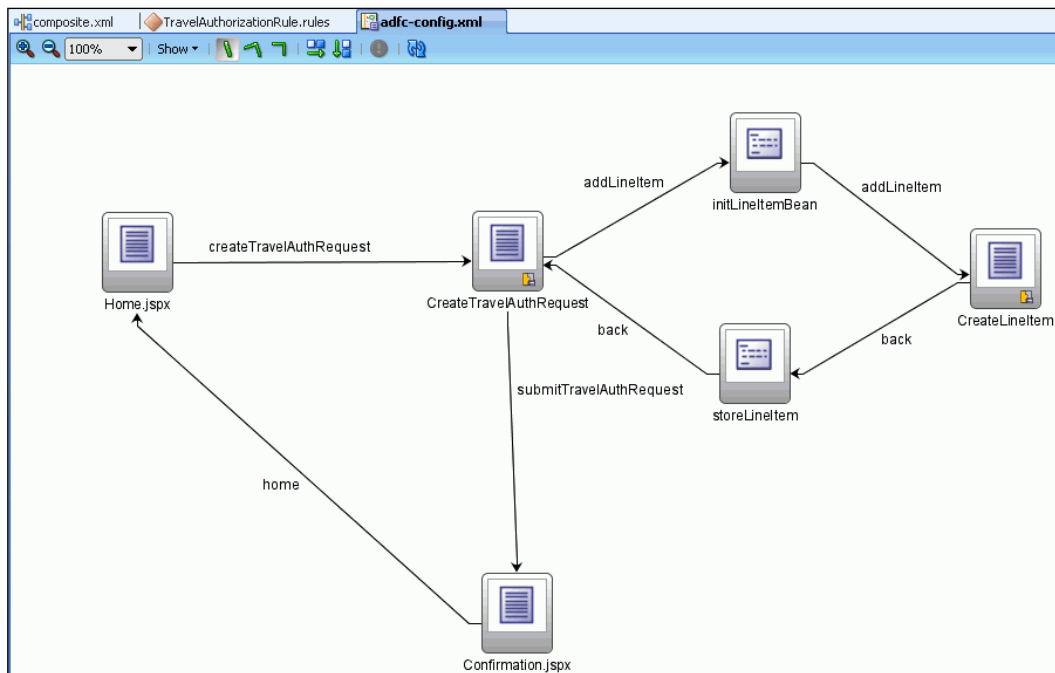 composite.xml TravelAuthorizationRule.rules adfc-config.xml
100% Show
addLineItem
addLineItem
initLineItemBean
createTravelAuthRequest
Home.jspx
CreateTravelAuthRequest
CreateLineItem
back
back
submitTravelAuthRequest
storeLineItem
home
Confirmation.jspx